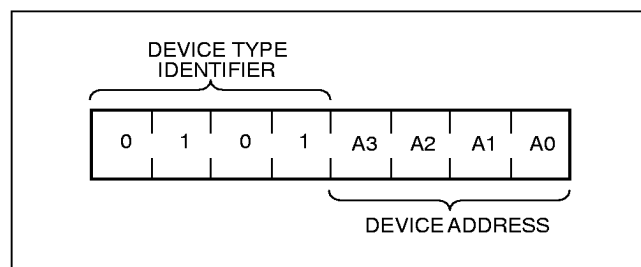 DEVICE TYPE
IDENTIFIER
0 1 0 1 A3 A2 A1 A0
DEVICE ADDRESS